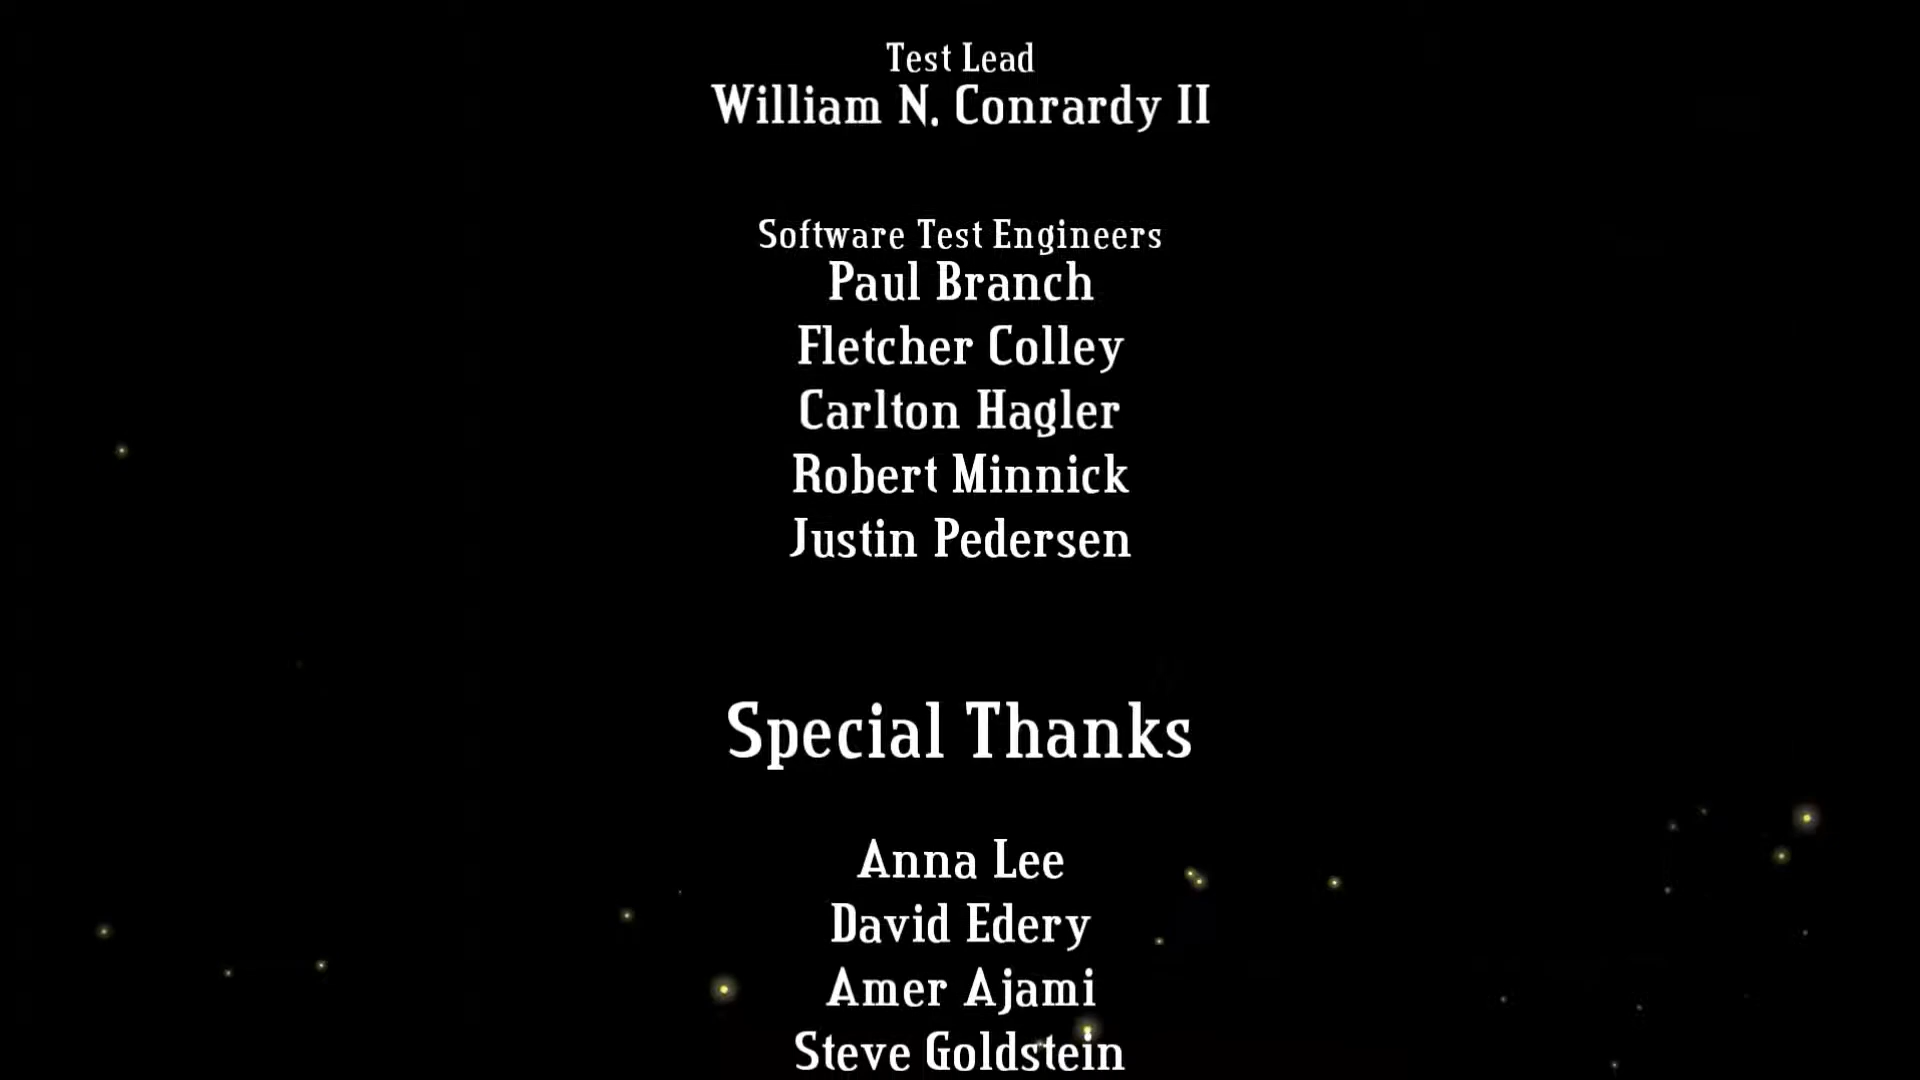 Test Lead
William N. Conrardy II
Software Test Engineers
Paul Branch
Fletcher Colley
Carlton Hagler
Robert Minnick
Justin Pedersen
Special Thanks
Anna Lee
David Edery
Amer Ajami
Steve Goldstein